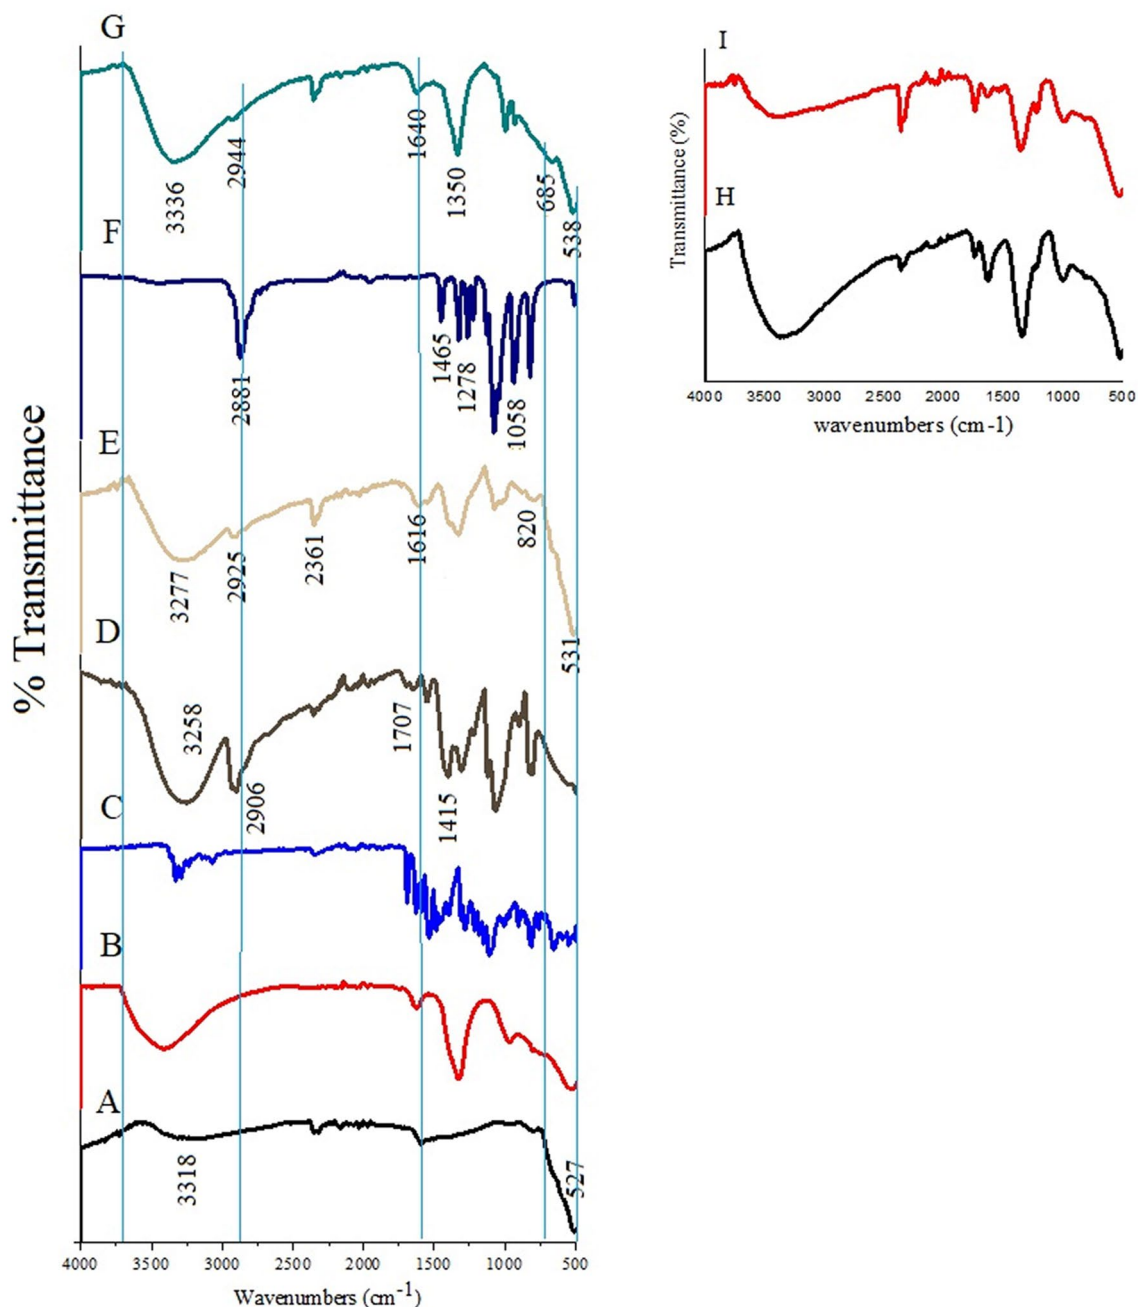 G
3336
2944
1640
1350
685
538
F
2881
1465
1278
1058
E
3277
2925
2361
1616
820
531
D
3258
2906
1707
1415
C
B
A
3318
527
% Transmittance
4000 3500 3000 2500 2000 1500 1000 500
Wavenumbers (cm-1)
I
H
Transmittance (%)
4000 3500 3000 2500 2000 1500 1000 500
wavenumbers (cm-1)